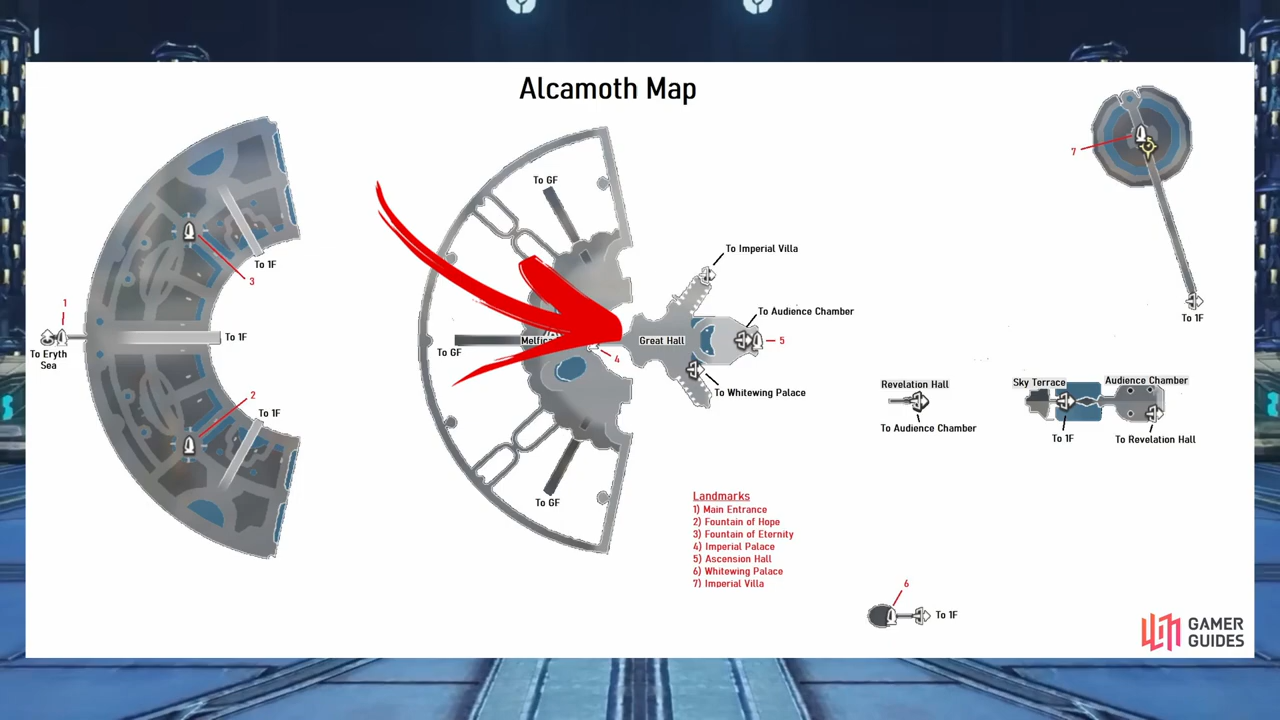 Alcamoth Map
7
To GF
To 1F
3
To Imperial Villa
1
To 1F
To Audience Chamber
To 1F
To Eryth
Sea
To GF
4
Great Hall
5
To Whitewing Palace
2
To 1F
Revelation Hall
To Audience Chamber
Sky Terrace
Audience Chamber
To 1F
To Revelation Hall
To GF
Landmarks
1) Main Entrance
2) Fountain of Hope
3) Fountain of Eternity
4) Imperial Palace
5) Ascension Hall
6) Whitewing Palace
7) Imperial Villa
6
To 1F
GAMER
GUIDES